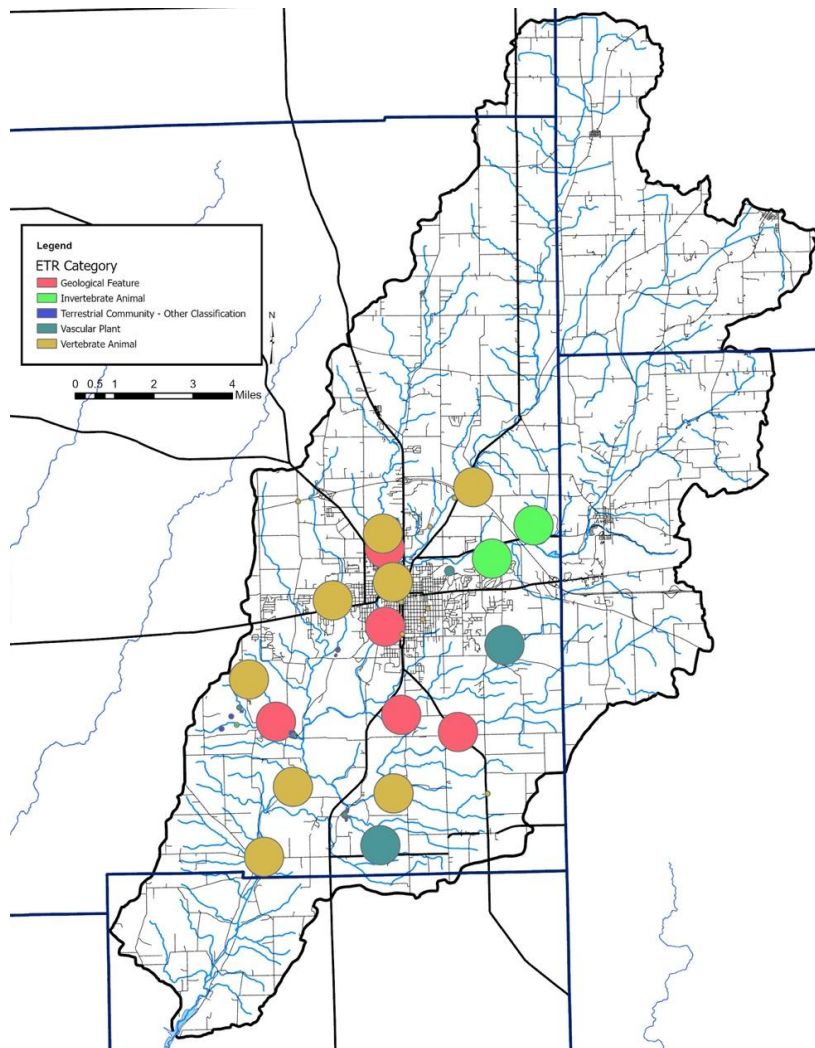 Legend
ETR Category
Geological Feature
Invertebrate Animal
Terrestrial Community - Other Classification
Vascular Plant
Vertebrate Animal
N
0 0.5 1 2 3 4 Miles